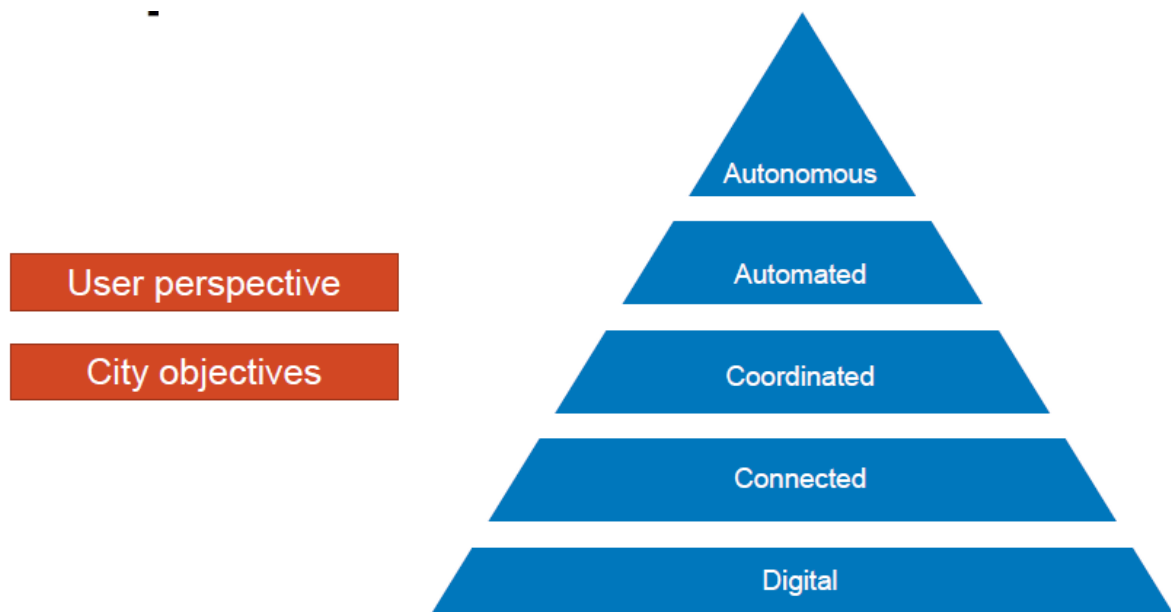 User perspective
City objectives
Autonomous
Automated
Coordinated
Connected
Digital